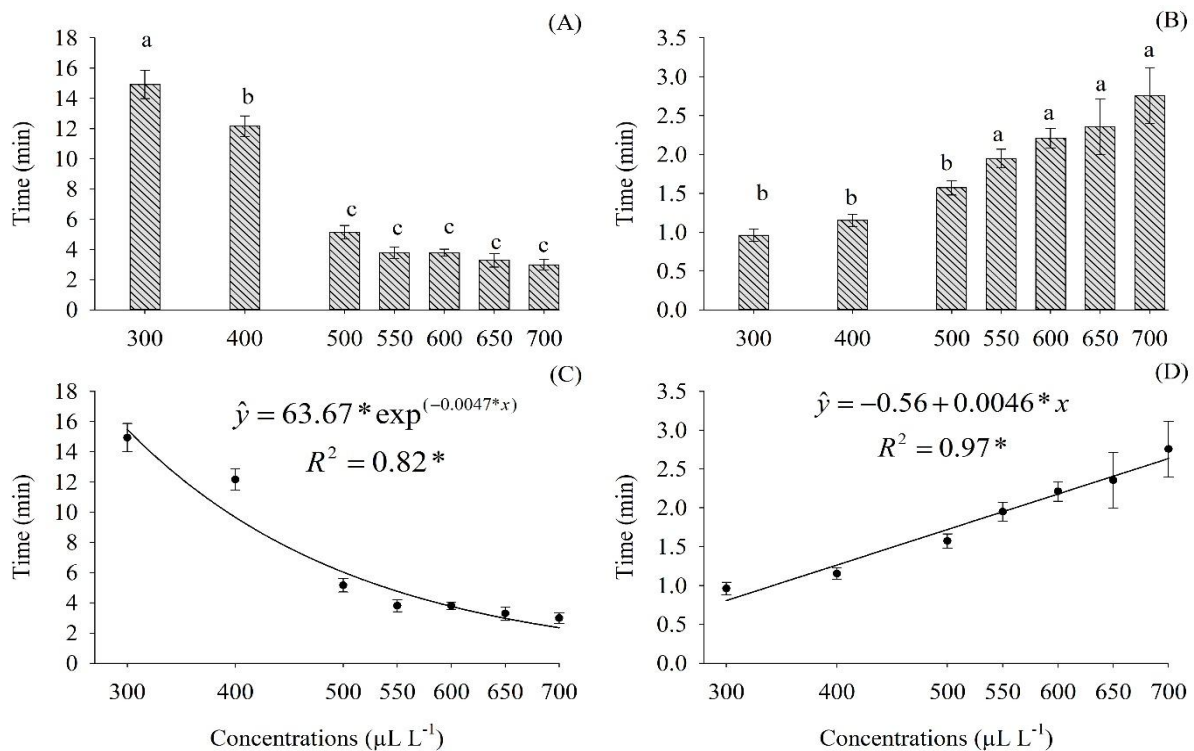 (A)
18
16
14
12
10
8
6
4
2
0
Time (min)
a
b
c
c
c
c
c
300 400 500 550 600 650 700
(B)
3.5
3.0
2.5
2.0
1.5
1.0
0.5
0.0
Time (min)
b
b
b
a
a
a
a
300 400 500 550 600 650 700
(C)
18
16
14
12
10
8
6
4
2
0
Time (min)
ŷ = 63.67 * exp^(−0.0047*x)
R² = 0.82 *
300 400 500 550 600 650 700
Concentrations (µL L⁻¹)
(D)
3.5
3.0
2.5
2.0
1.5
1.0
0.5
0.0
Time (min)
ŷ = −0.56 + 0.0046 * x
R² = 0.97 *
300 400 500 550 600 650 700
Concentrations (µL L⁻¹)